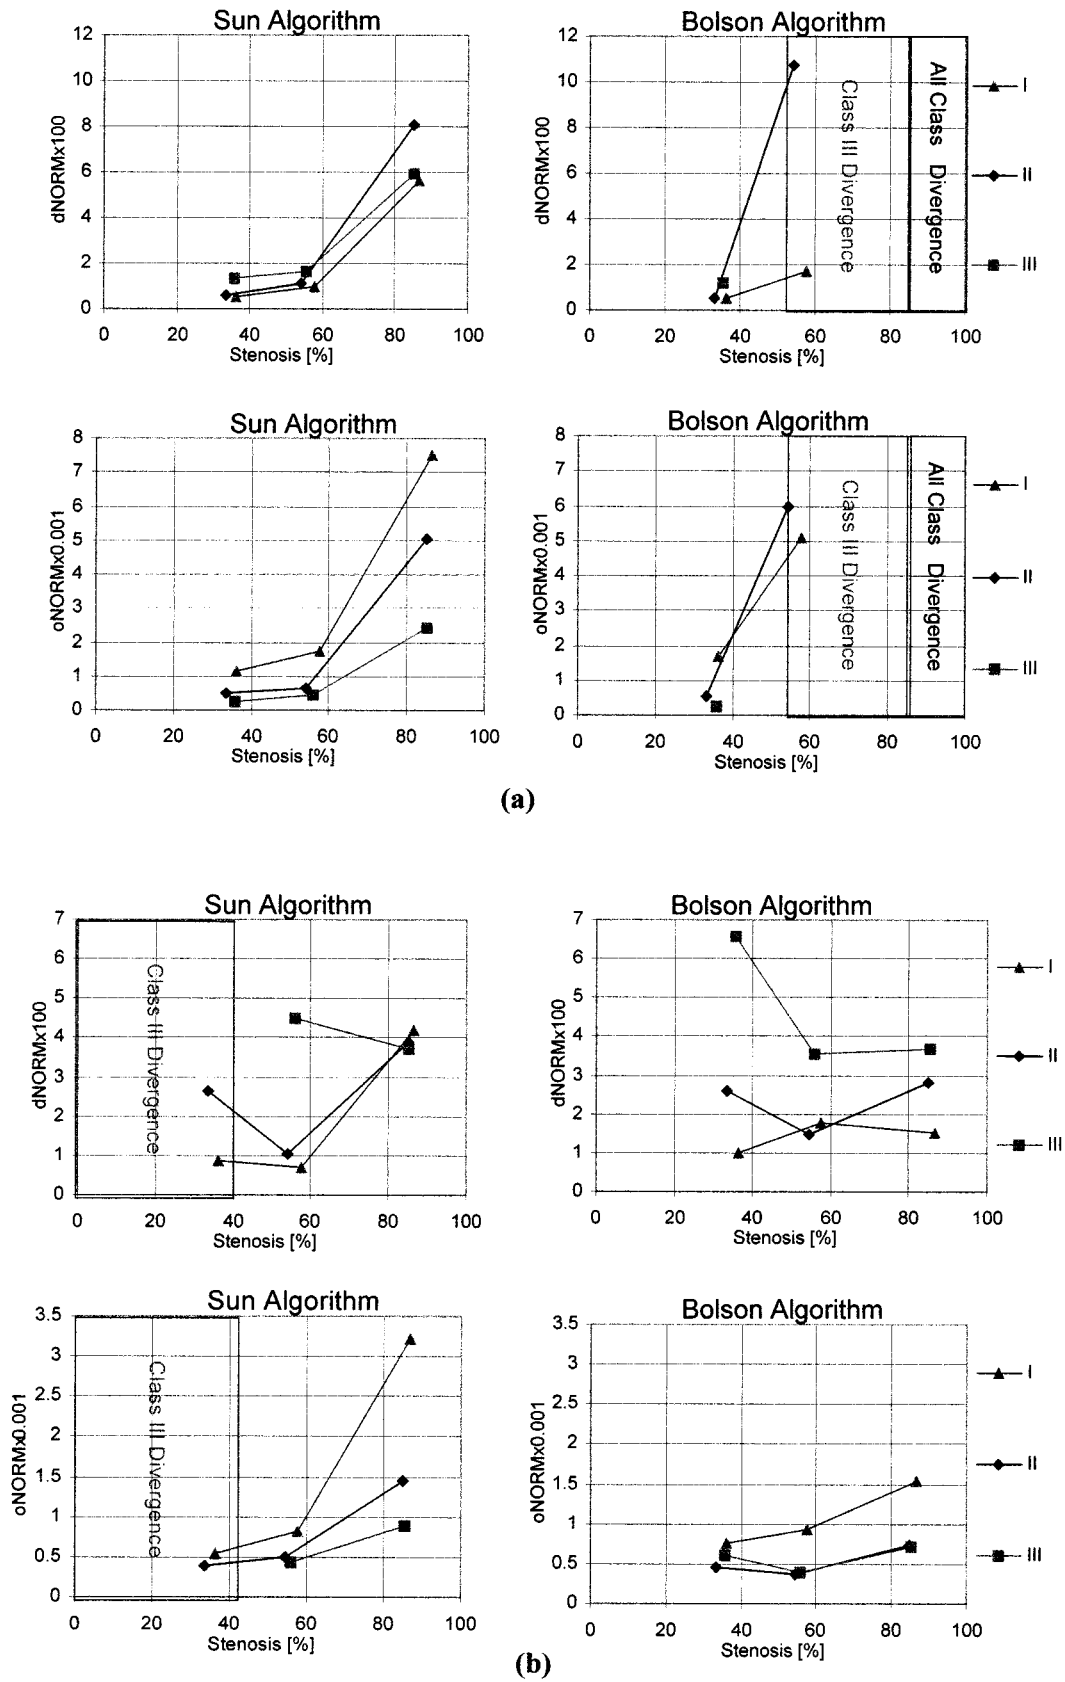 Sun Algorithm
12
10
8
6
4
2
0
dNORMx100
0 20 40 60 80 100
Stenosis [%]
Bolson Algorithm
12
10
8
6
4
2
0
dNORMx100
Class III Divergence
All Class Divergence
0 20 40 60 80 100
Stenosis [%]
I
II
III
Sun Algorithm
8
7
6
5
4
3
2
1
0
oNORMx0.001
0 20 40 60 80 100
Stenosis [%]
Bolson Algorithm
8
7
6
5
4
3
2
1
0
oNORMx0.001
Class III Divergence
All Class Divergence
0 20 40 60 80 100
Stenosis [%]
I
II
III
(a)
Sun Algorithm
7
6
5
4
3
2
1
0
dNORMx100
Class III Divergence
0 20 40 60 80 100
Stenosis [%]
Bolson Algorithm
7
6
5
4
3
2
1
0
dNORMx100
0 20 40 60 80 100
Stenosis [%]
I
II
III
Sun Algorithm
3.5
3
2.5
2
1.5
1
0.5
0
oNORMx0.001
Class III Divergence
0 20 40 60 80 100
Stenosis [%]
Bolson Algorithm
3.5
3
2.5
2
1.5
1
0.5
0
oNORMx0.001
0 20 40 60 80 100
Stenosis [%]
I
II
III
(b)